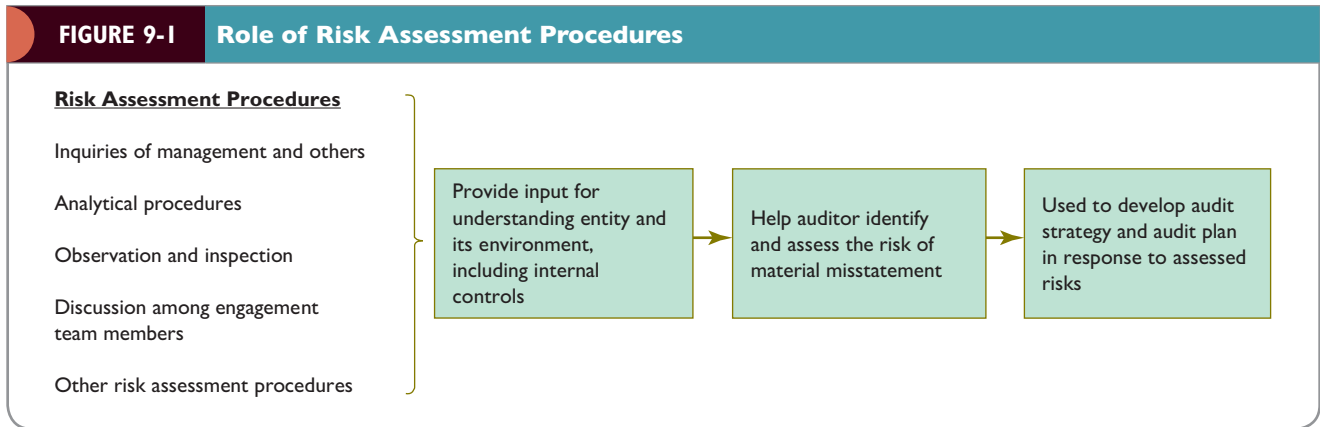 FIGURE 9-1 Role of Risk Assessment Procedures
Risk Assessment Procedures
Inquiries of management and others
Analytical procedures
Observation and inspection
Discussion among engagement
team members
Other risk assessment procedures
Provide input for
understanding entity and
its environment,
including internal
controls
Help auditor identify
and assess the risk of
material misstatement
Used to develop audit
strategy and audit plan
in response to assessed
risks